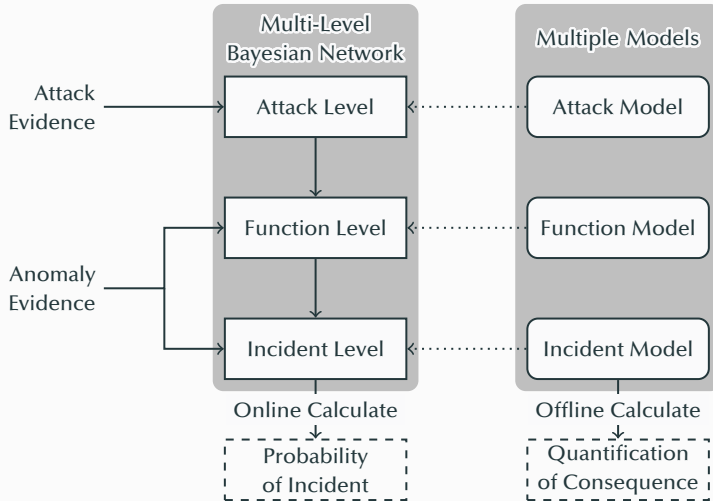 Multi-Level
Bayesian Network
Multiple Models
Attack
Evidence
Attack Level
Attack Model
Function Level
Function Model
Anomaly
Evidence
Incident Level
Incident Model
Online Calculate
Offline Calculate
Probability
of Incident
Quantification
of Consequence